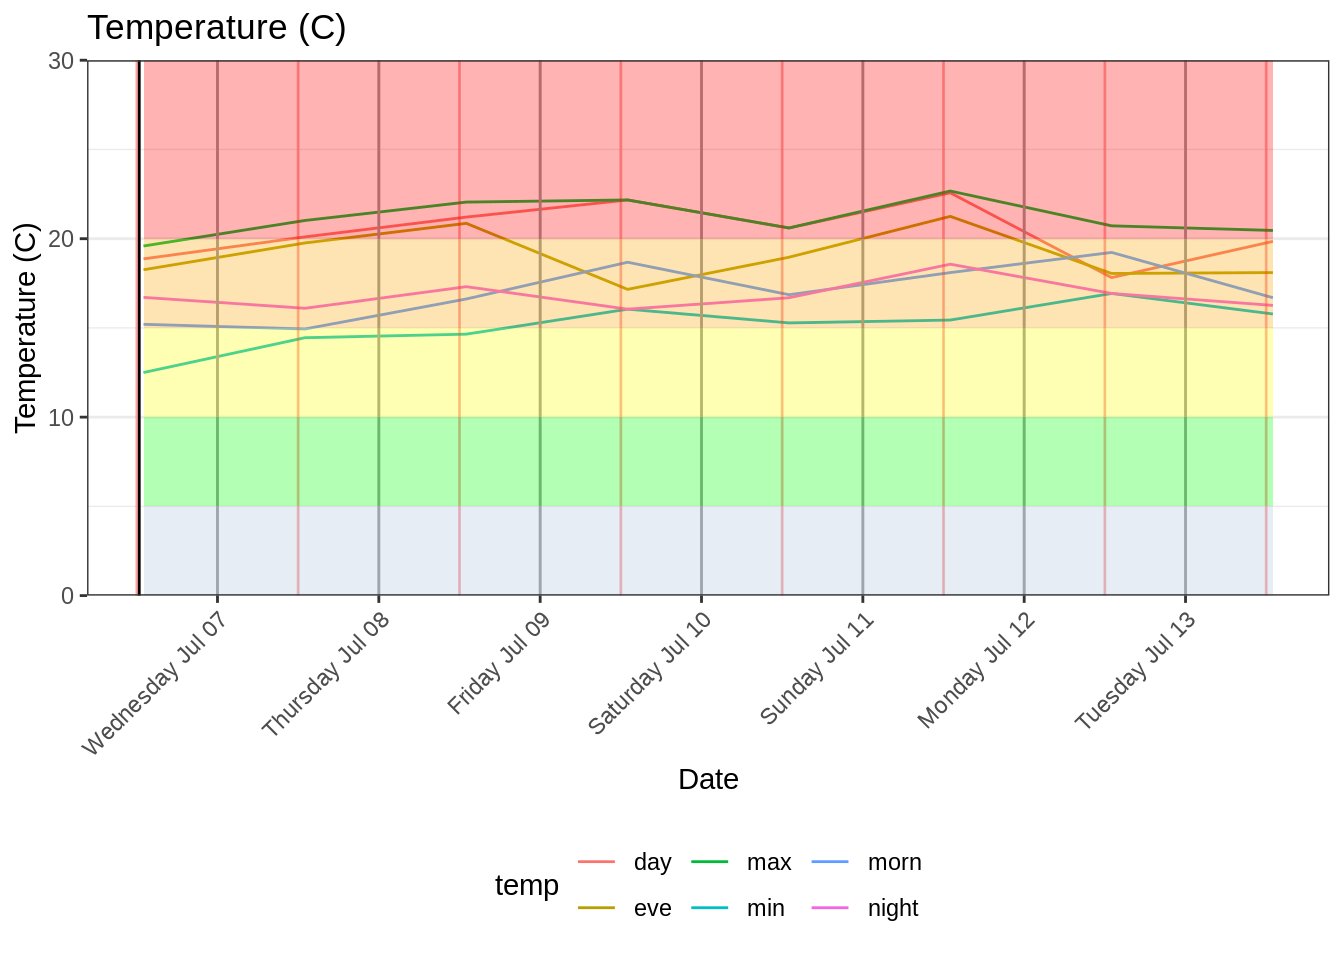 Temperature (C)
30
20
10
0
Temperature (C)
Wednesday Jul 07
Thursday Jul 08
Friday Jul 09
Saturday Jul 10
Sunday Jul 11
Monday Jul 12
Tuesday Jul 13
Date
temp
day
max
morn
eve
min
night